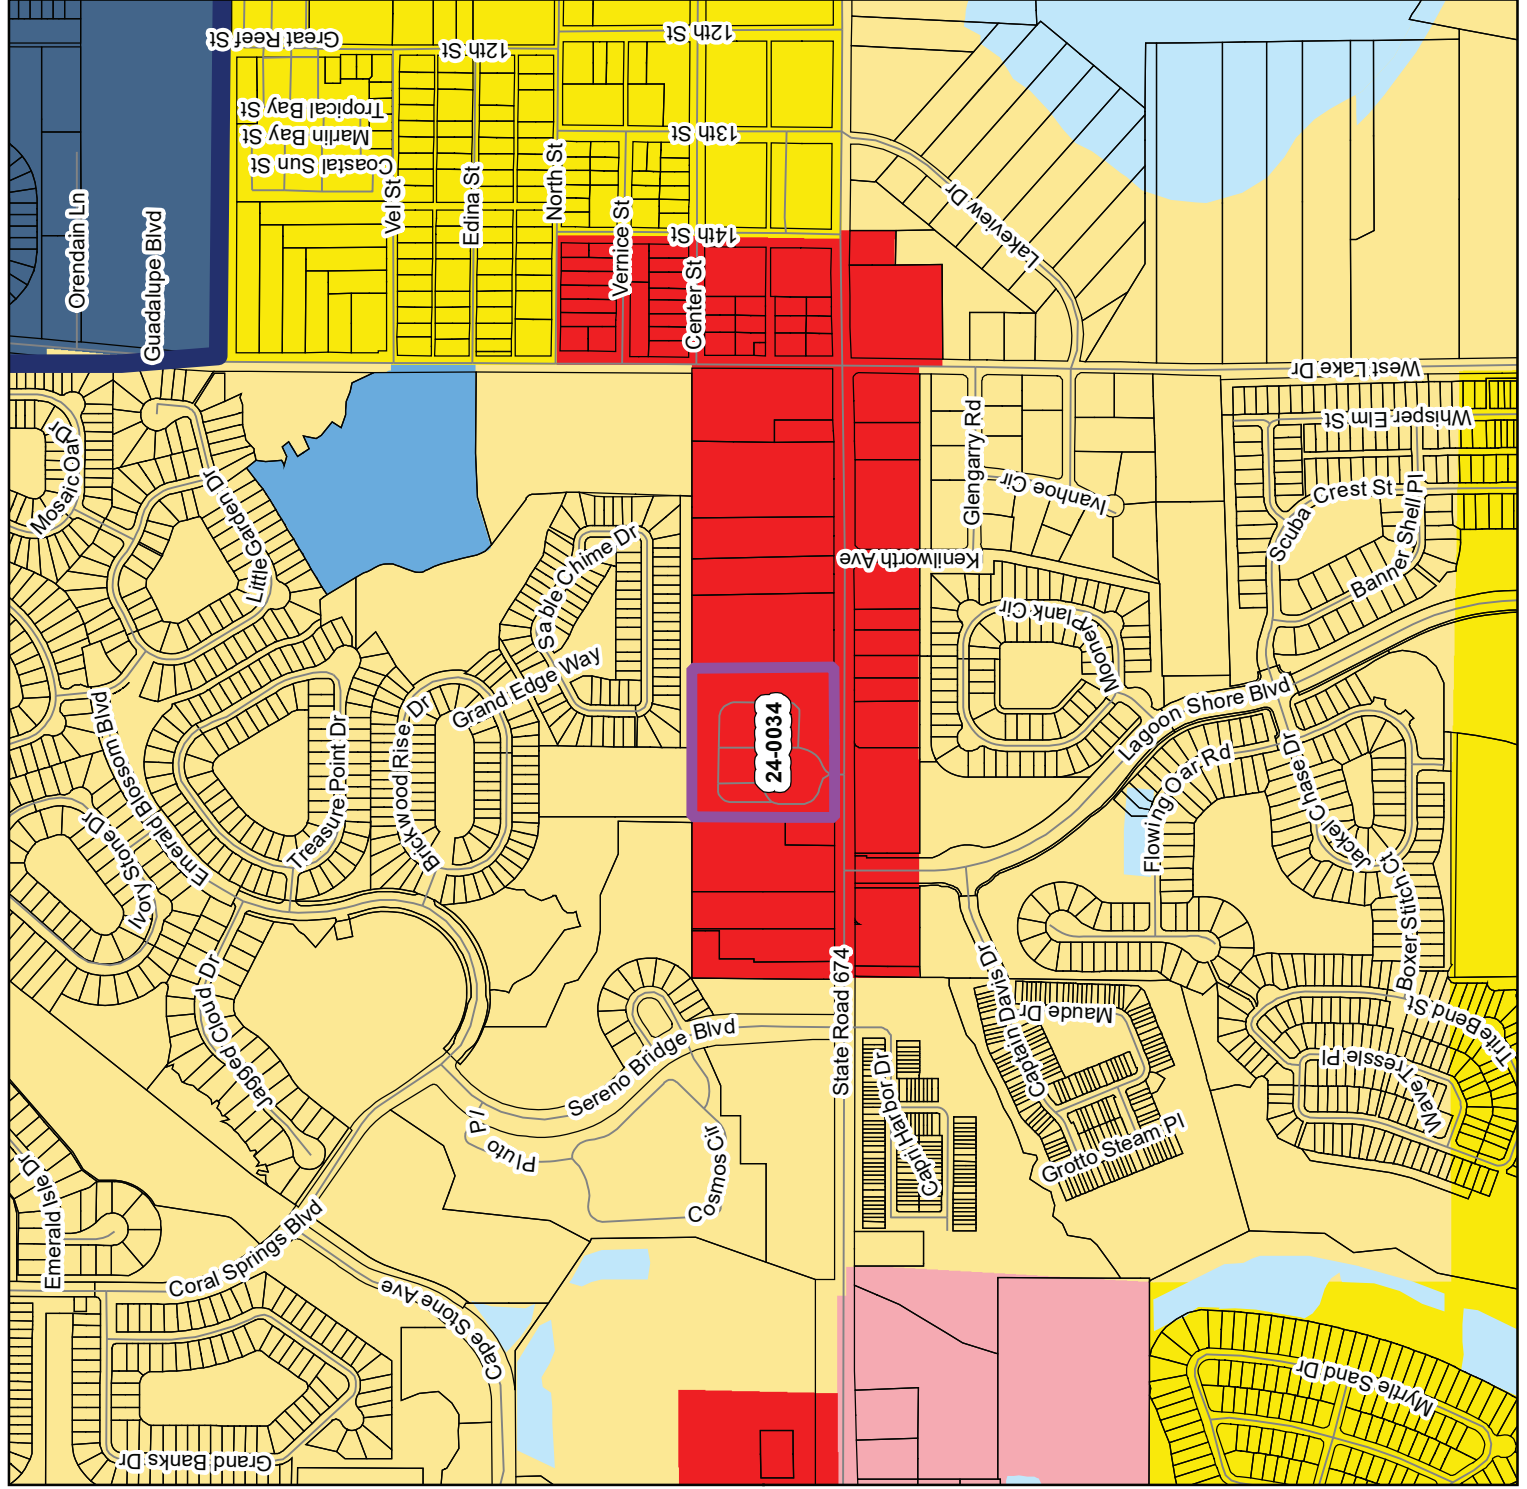 Great Reef St
12th St
12th St
Tropical Bay St
Marlin Bay St
Coastal Sun St
13th St
Orendain Ln
Guadalupe Blvd
Vel St
Edina St
North St
Vernice St
14th St
Center St
Lakeview Dr
West Lake Dr
Mosaic Oar
Dr
Little Garden Dr
Sable Chime Dr
Glengarry Rd
Ivanhoe Cir
Kenilworth Ave
Whisper Elm St
Scuba
Crest St
Banner Shell Pl
Plank Cir
Mooner
Grand Edge Way
Emerald Blossom Blvd
Treasure Point Dr
Brickwood Rise Dr
24-0034
Lagoon Shore Blvd
Flowing Oar Rd
Jackel Chase Dr
Ivory Stone Dr
Boxer Stitch Ct
Jagged Cloud Dr
State Road 674
Captain Davis Dr
Maude Dr
Trite Bend St
Sereno Bridge Blvd
Capri Harbor Dr
Wave Tressle Pl
Pluto Pl
Cosmos Cir
Grotto Steam Pl
Emerald Isle Dr
Coral Springs Blvd
Cape Stone Ave
Myrtle Sand Dr
Grand Banks Dr